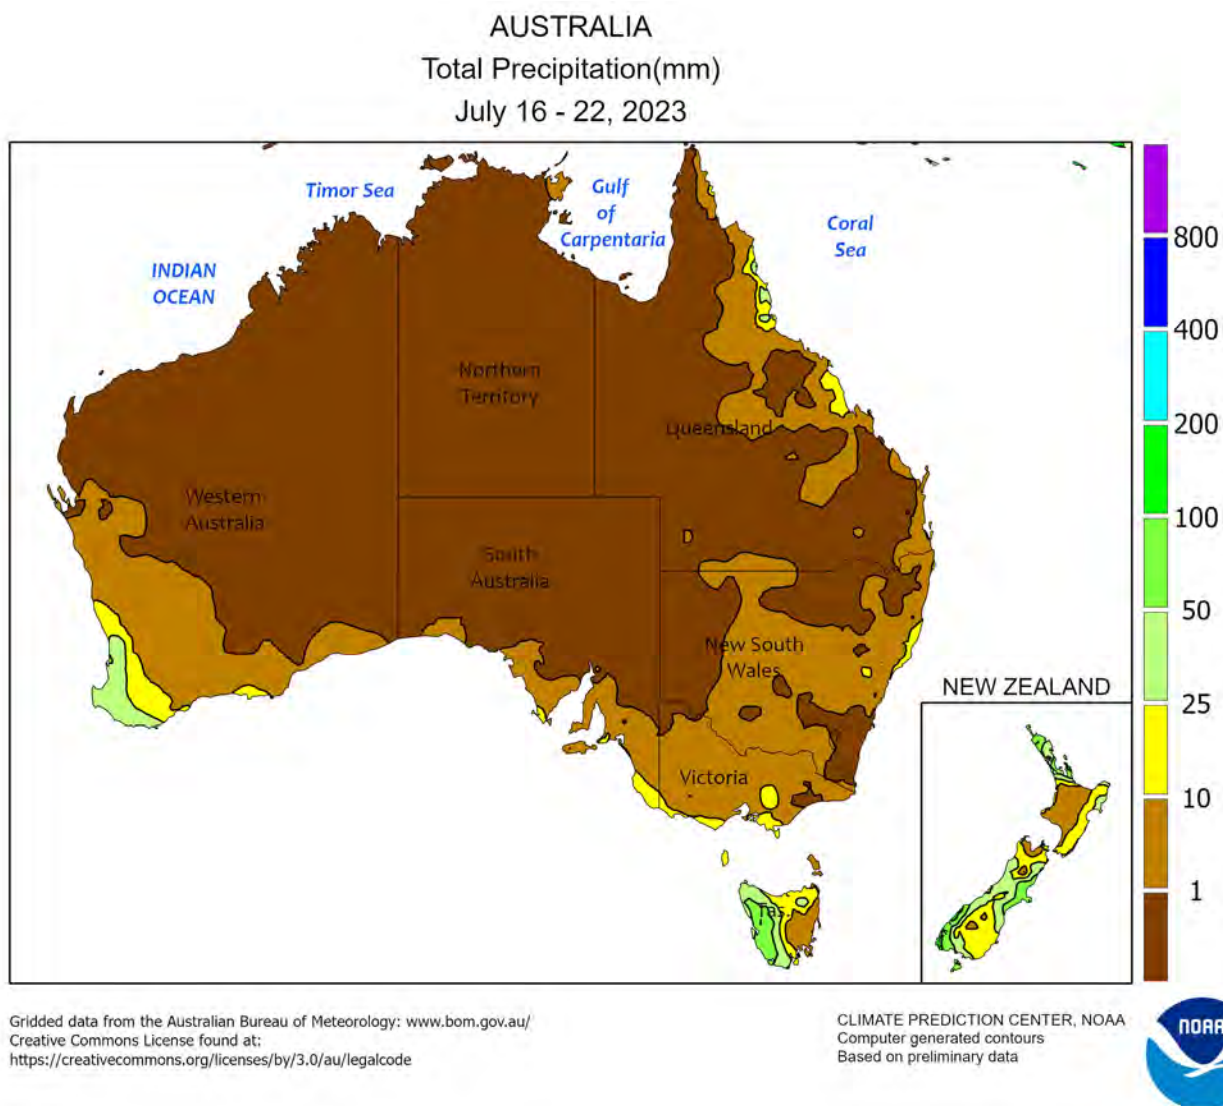 AUSTRALIA
Total Precipitation(mm)
July 16 - 22, 2023
Timor Sea
Gulf
of
Carpentaria
Coral
Sea
INDIAN
OCEAN
Northern
Territory
Queensland
Western
Australia
South
Australia
New South
Wales
Victoria
Tas.
NEW ZEALAND
800
400
200
100
50
25
10
1
Gridded data from the Australian Bureau of Meteorology: www.bom.gov.au/
Creative Commons License found at:
https://creativecommons.org/licenses/by/3.0/au/legalcode
CLIMATE PREDICTION CENTER, NOAA
Computer generated contours
Based on preliminary data
NOAA